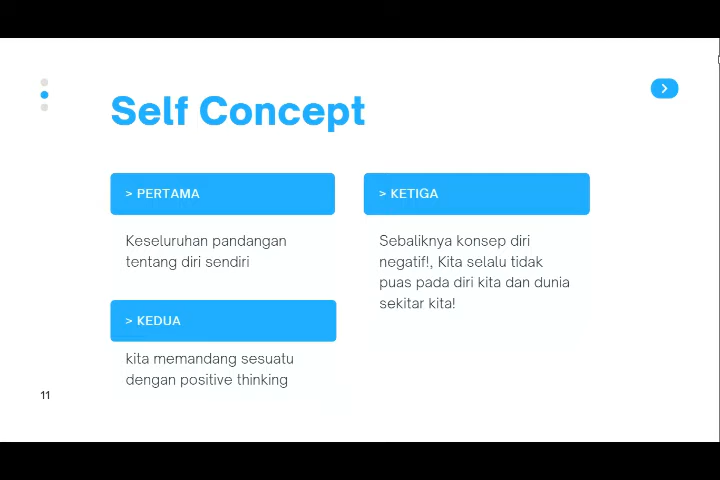 Self Concept
> PERTAMA
Keseluruhan pandangan
tentang diri sendiri
> KEDUA
kita memandang sesuatu
dengan positive thinking
> KETIGA
Sebaliknya konsep diri
negatif!, Kita selalu tidak
puas pada diri kita dan dunia
sekitar kita!
11